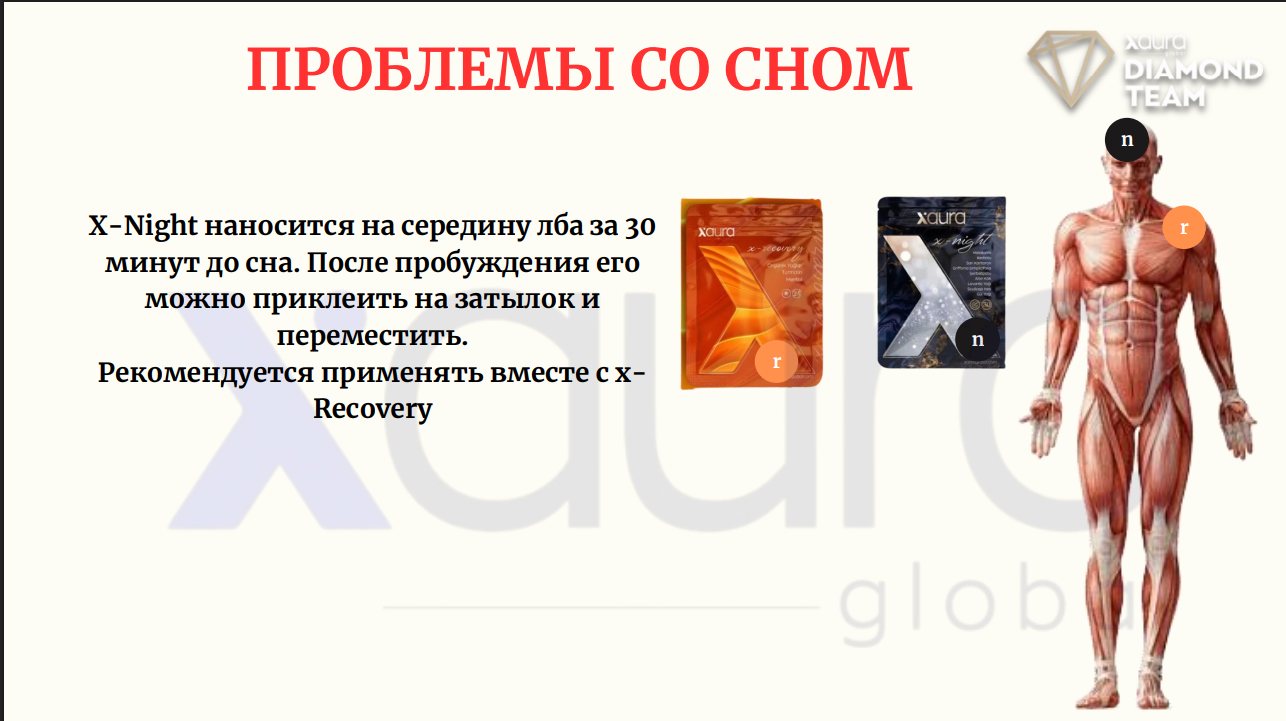 ПРОБЛЕМЫ СО СНОМ
xaura
DIAMOND
TEAM
n
r
X-Night наносится на середину лба за 30
минут до сна. После пробуждения его
можно приклеить на затылок и
переместить.
Рекомендуется применять вместе с x-
Recovery
xaura
x-recovery
r
xaura
x-night
n
xaura
global